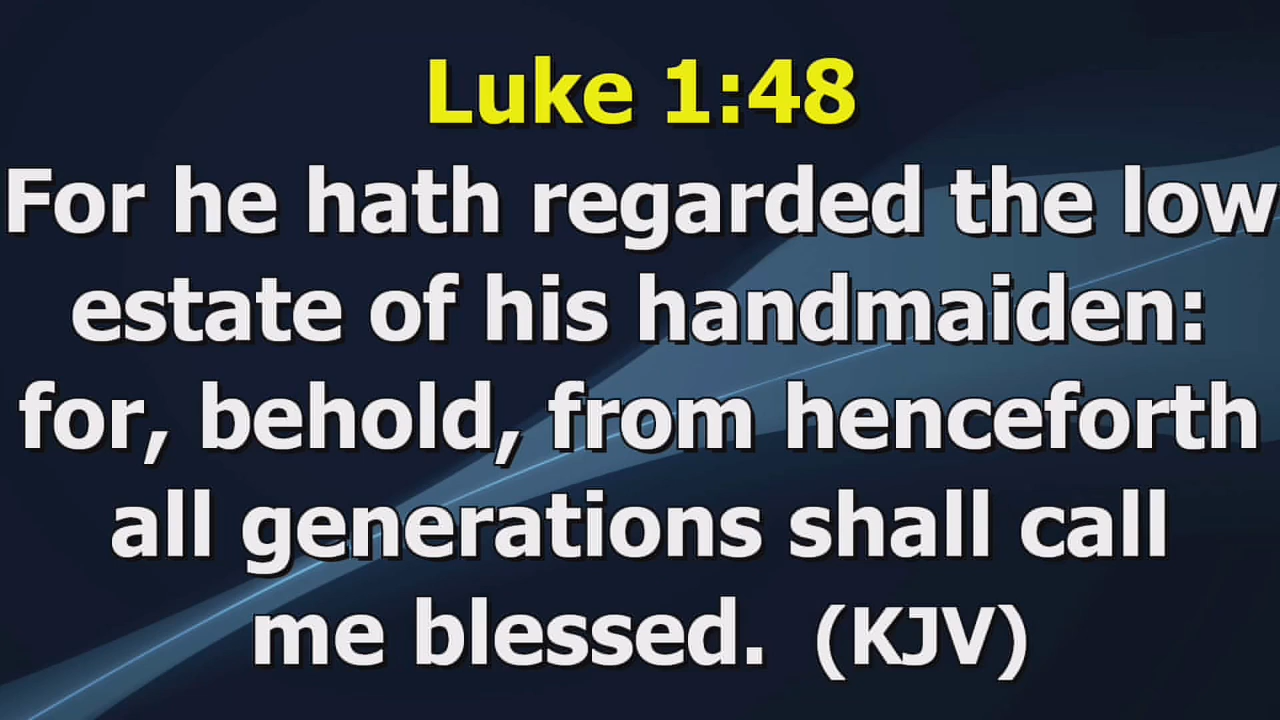 Luke 1:48
For he hath regarded the low
estate of his handmaiden:
for, behold, from henceforth
all generations shall call
me blessed.  (KJV)